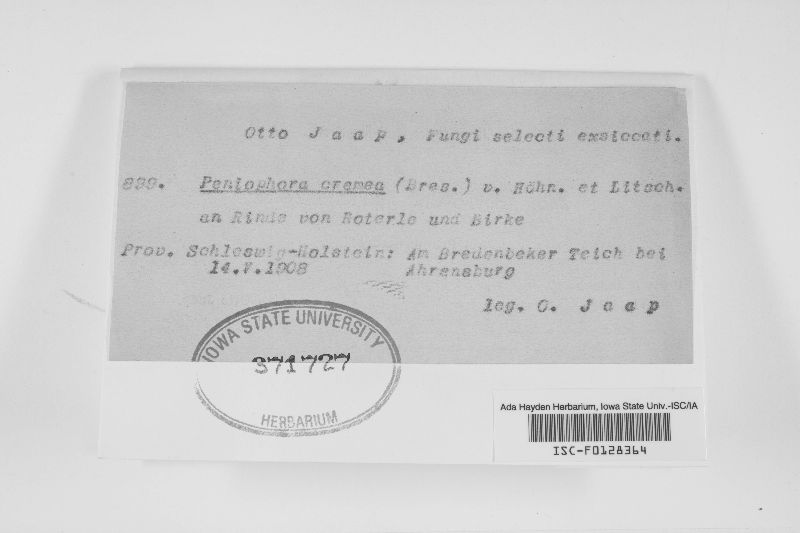 Otto Jaap, Fungi selecti exsiccati.
899. Peniophora cremea (Bres.) v. Höhn. et Litsch.
an Rinde von Roterle und Birke
Prov. Schleswig-Holstein: Am Bredenbeker Teich bei
14.V.1908 Ahrensburg
leg. O. Jaap
IOWA STATE UNIVERSITY
371727
HERBARIUM
Ada Hayden Herbarium, Iowa State Univ.-ISC/IA
ISC-F0128364